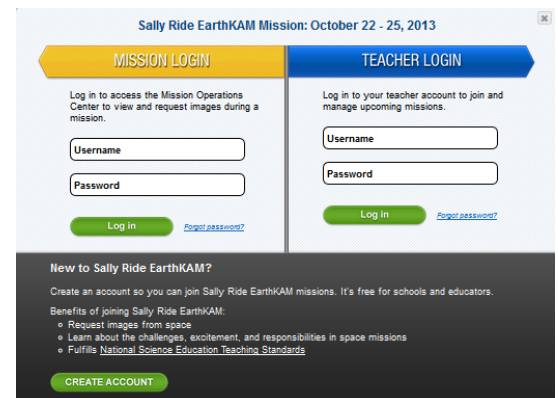 Sally Ride EarthKAM Mission: October 22 - 25, 2013
MISSION LOGIN
Log in to access the Mission Operations
Center to view and request images during a
mission.
Username
Password
Log in
Forgot password?
TEACHER LOGIN
Log in to your teacher account to join and
manage upcoming missions.
Username
Password
Log in
Forgot password?
New to Sally Ride EarthKAM?
Create an account so you can join Sally Ride EarthKAM missions. It's free for schools and educators.
Benefits of joining Sally Ride EarthKAM:
Request images from space
Learn about the challenges, excitement, and responsibilities in space missions
Fulfills National Science Education Teaching Standards
CREATE ACCOUNT